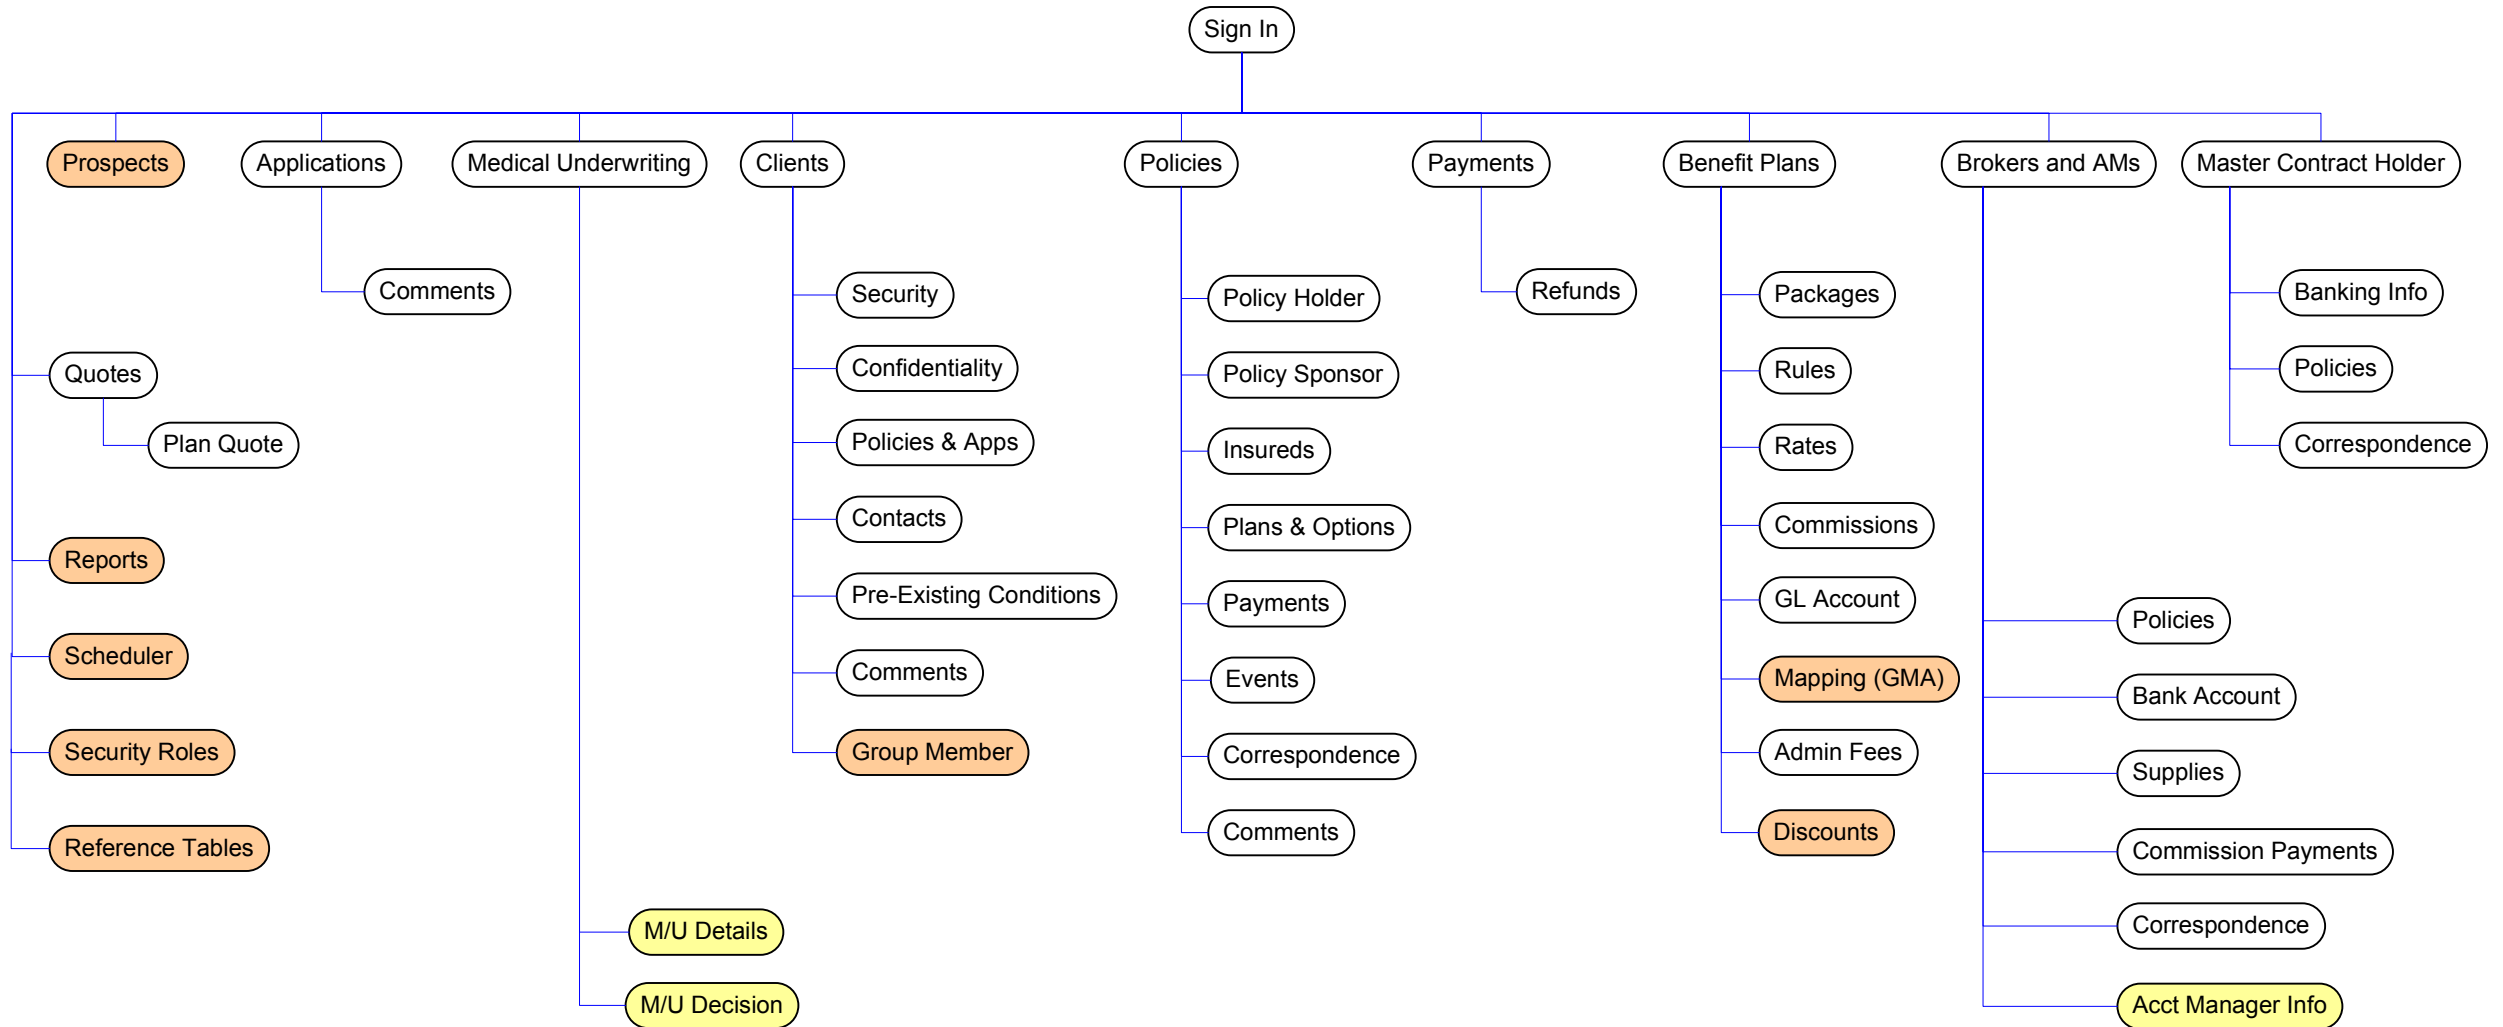 Sign In
Prospects
Applications
Medical Underwriting
Clients
Policies
Payments
Benefit Plans
Brokers and AMs
Master Contract Holder
Quotes
Plan Quote
Reports
Scheduler
Security Roles
Reference Tables
Comments
M/U Details
M/U Decision
Security
Confidentiality
Policies & Apps
Contacts
Pre-Existing Conditions
Comments
Group Member
Policy Holder
Policy Sponsor
Insureds
Plans & Options
Payments
Events
Correspondence
Comments
Refunds
Packages
Rules
Rates
Commissions
GL Account
Mapping (GMA)
Admin Fees
Discounts
Policies
Bank Account
Supplies
Commission Payments
Correspondence
Acct Manager Info
Banking Info
Policies
Correspondence